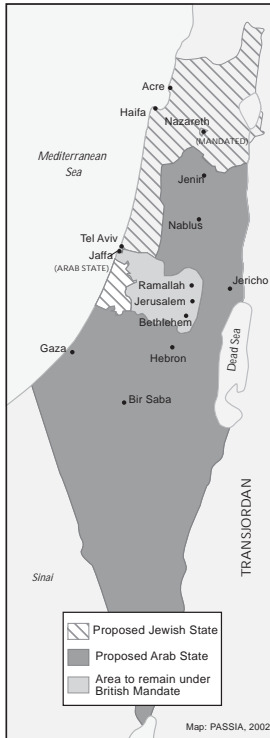 Acre
Haifa
Nazareth
(MANDATED)
Mediterranean
Sea
Jenin
Nablus
Tel Aviv
Jaffa
(ARAB STATE)
Ramallah
Jericho
Jerusalem
Bethlehem
Gaza
Hebron
Dead Sea
Bir Saba
TRANSJORDAN
Sinai
Proposed Jewish State
Proposed Arab State
Area to remain under
British Mandate
Map: PASSIA, 2002